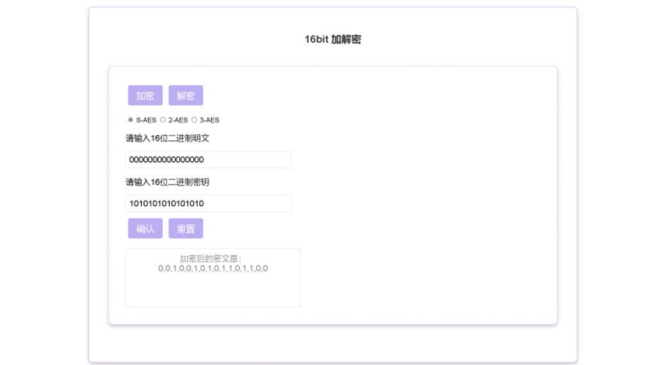 16bit 加解密
加密 解密
S-AES 2-AES 3-AES
请输入16位二进制明文
0000000000000000
请输入16位二进制密钥
1010101010101010
确认 重置
加密后的密文是:
0,0,1,0,0,1,0,1,0,1,1,0,1,1,0,0